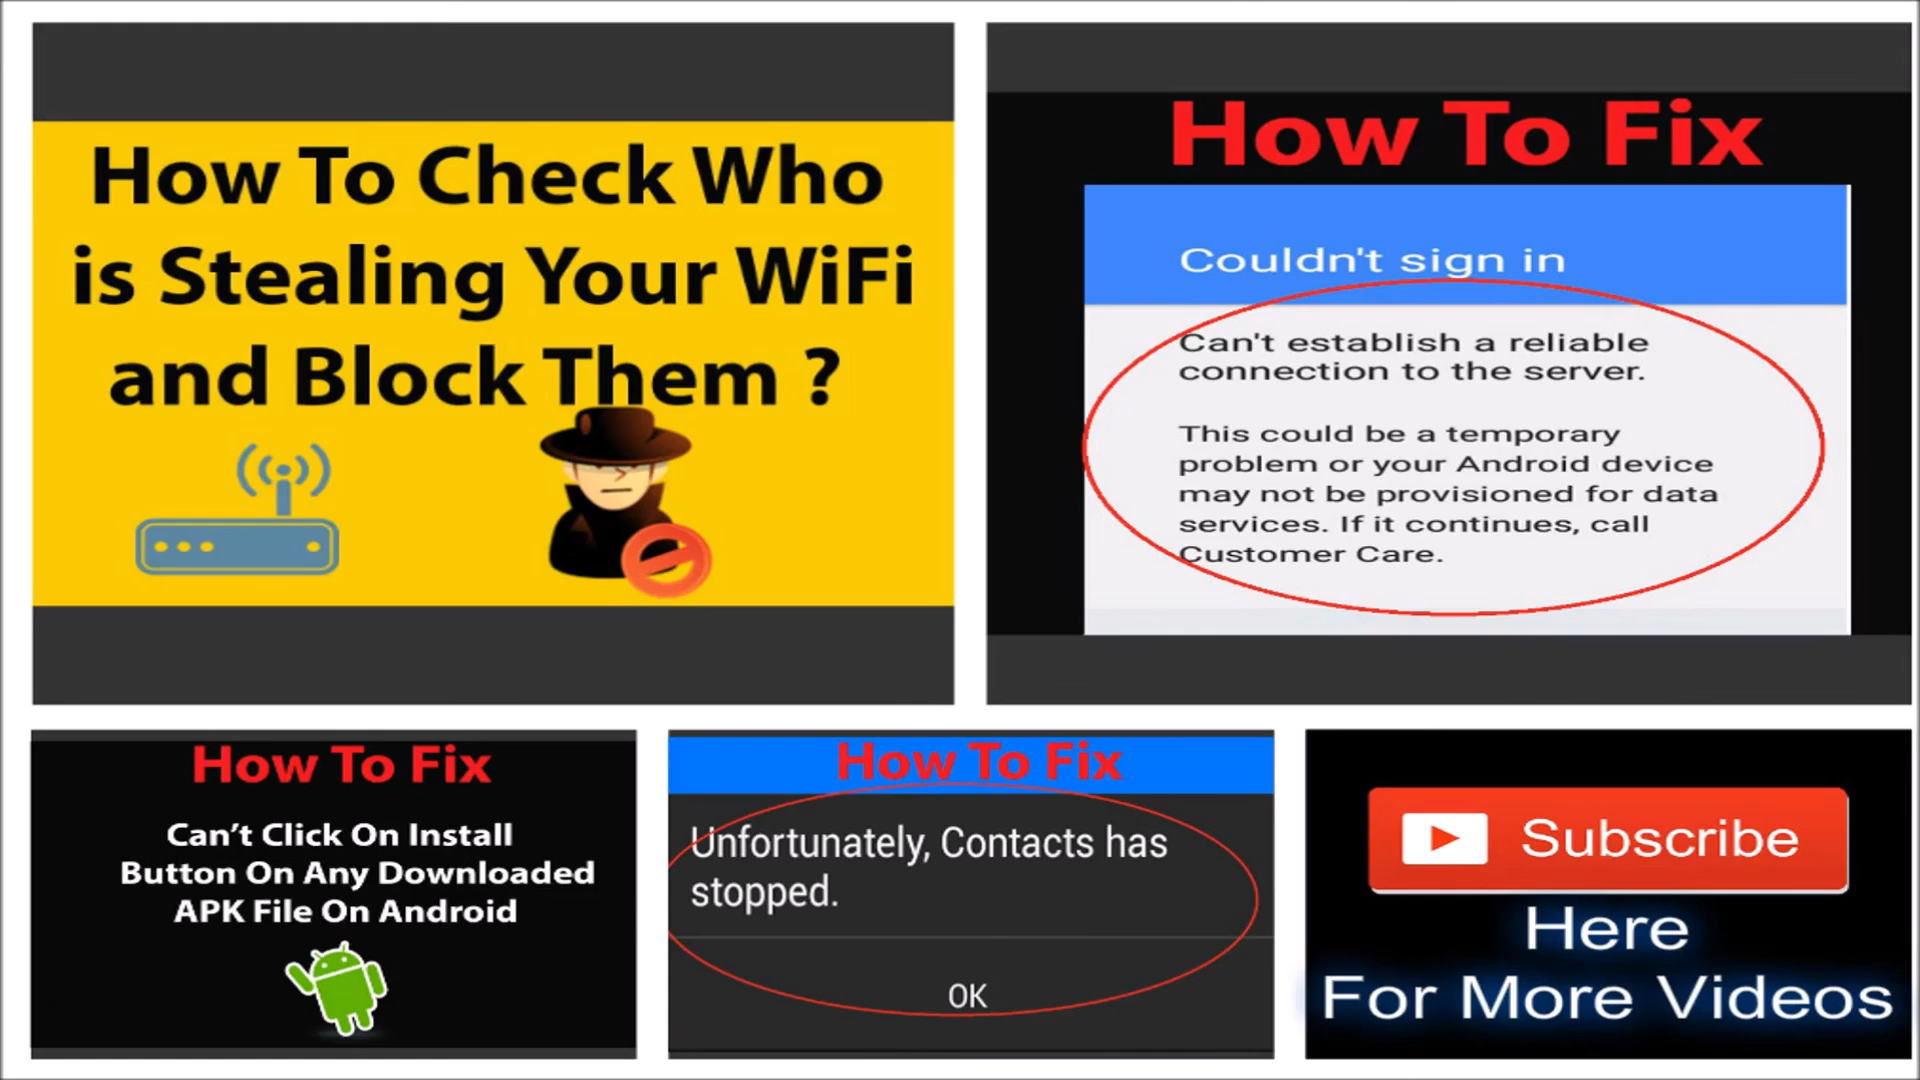 How To Check Who
is Stealing Your WiFi
and Block Them ?
How To Fix
Couldn't sign in
Can't establish a reliable
connection to the server.
This could be a temporary
problem or your Android device
may not be provisioned for data
services. If it continues, call
Customer Care.
How To Fix
Can’t Click On Install
Button On Any Downloaded
APK File On Android
How To Fix
Unfortunately, Contacts has
stopped.
OK
Subscribe
Here
For More Videos